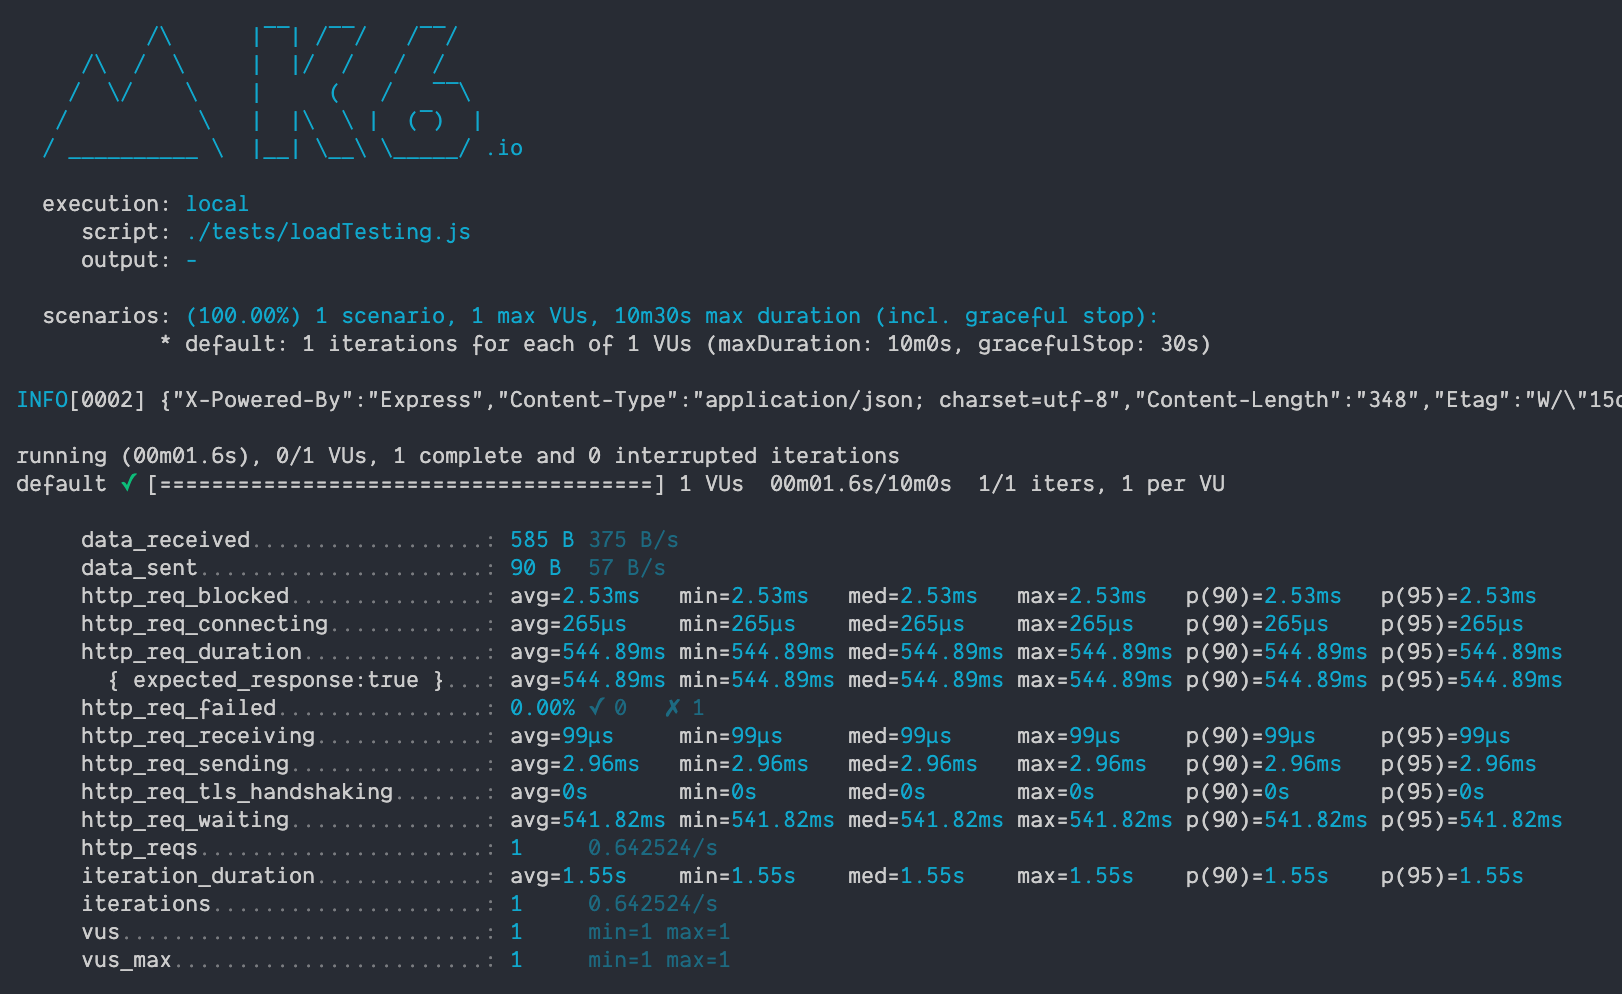 /\      |‾‾| /‾‾/   /‾‾/
     /\  /  \     |  |/  /   /  /
    /  \/    \    |     (   /   ‾‾\
   /          \   |  |\  \ |  (‾)  |
  / __________ \  |__| \__\ \_____/ .io
execution: local
script: ./tests/loadTesting.js
output: -
scenarios: (100.00%) 1 scenario, 1 max VUs, 10m30s max duration (incl. graceful stop):
* default: 1 iterations for each of 1 VUs (maxDuration: 10m0s, gracefulStop: 30s)
INFO[0002] {"X-Powered-By":"Express","Content-Type":"application/json; charset=utf-8","Content-Length":"348","Etag":"W/\"15
running (00m01.6s), 0/1 VUs, 1 complete and 0 interrupted iterations
default ✓ [======================================] 1 VUs  00m01.6s/10m0s  1/1 iters, 1 per VU
data_received..................: 585 B 375 B/s
data_sent......................: 90 B  57 B/s
http_req_blocked...............: avg=2.53ms   min=2.53ms   med=2.53ms   max=2.53ms   p(90)=2.53ms   p(95)=2.53ms
http_req_connecting............: avg=265µs    min=265µs    med=265µs    max=265µs    p(90)=265µs    p(95)=265µs
http_req_duration..............: avg=544.89ms min=544.89ms med=544.89ms max=544.89ms p(90)=544.89ms p(95)=544.89ms
{ expected_response:true }...: avg=544.89ms min=544.89ms med=544.89ms max=544.89ms p(90)=544.89ms p(95)=544.89ms
http_req_failed................: 0.00% ✓ 0   ✗ 1
http_req_receiving.............: avg=99µs     min=99µs     med=99µs     max=99µs     p(90)=99µs     p(95)=99µs
http_req_sending...............: avg=2.96ms   min=2.96ms   med=2.96ms   max=2.96ms   p(90)=2.96ms   p(95)=2.96ms
http_req_tls_handshaking.......: avg=0s       min=0s       med=0s       max=0s       p(90)=0s       p(95)=0s
http_req_waiting...............: avg=541.82ms min=541.82ms med=541.82ms max=541.82ms p(90)=541.82ms p(95)=541.82ms
http_reqs......................: 1     0.642524/s
iteration_duration.............: avg=1.55s    min=1.55s    med=1.55s    max=1.55s    p(90)=1.55s    p(95)=1.55s
iterations.....................: 1     0.642524/s
vus............................: 1     min=1 max=1
vus_max........................: 1     min=1 max=1